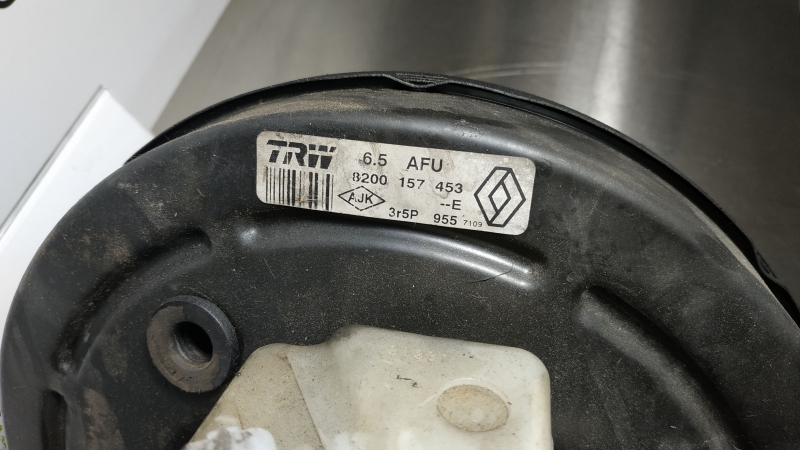 TRW 6.5 AFU
8200 157 453
AJK --E
3r5P 955 7109